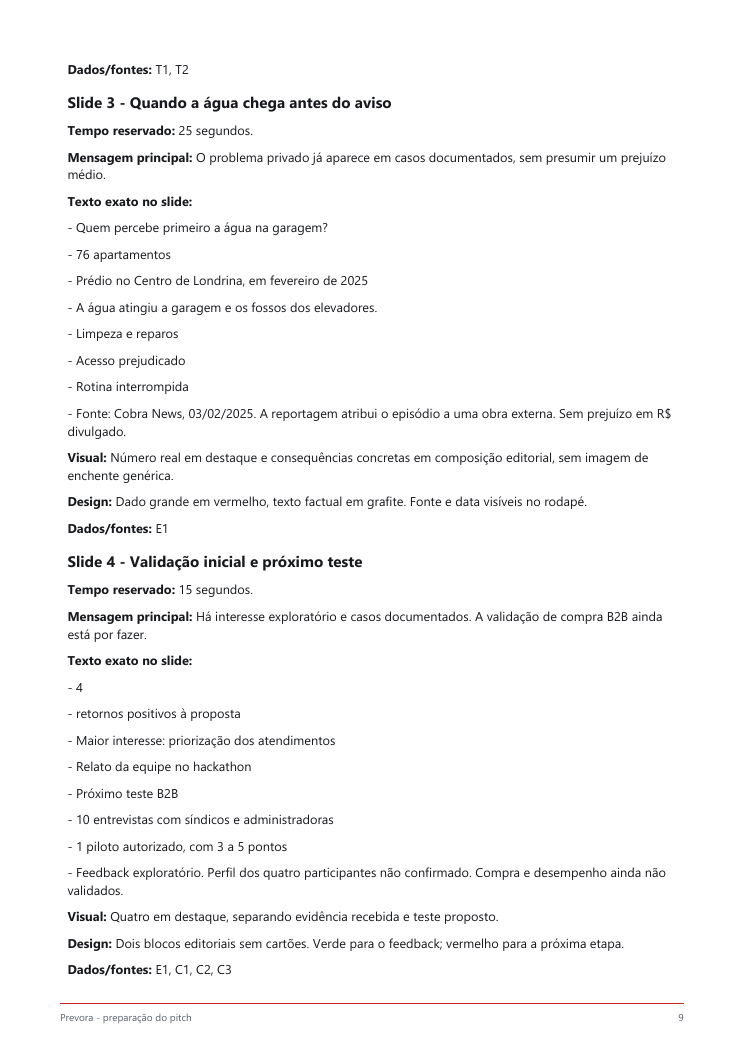 Dados/fontes: T1, T2
Slide 3 - Quando a água chega antes do aviso
Tempo reservado: 25 segundos.
Mensagem principal: O problema privado já aparece em casos documentados, sem presumir um prejuízo
médio.
Texto exato no slide:
- Quem percebe primeiro a água na garagem?
- 76 apartamentos
- Prédio no Centro de Londrina, em fevereiro de 2025
- A água atingiu a garagem e os fossos dos elevadores.
- Limpeza e reparos
- Acesso prejudicado
- Rotina interrompida
- Fonte: Cobra News, 03/02/2025. A reportagem atribui o episódio a uma obra externa. Sem prejuízo em R$
divulgado.
Visual: Número real em destaque e consequências concretas em composição editorial, sem imagem de
enchente genérica.
Design: Dado grande em vermelho, texto factual em grafite. Fonte e data visíveis no rodapé.
Dados/fontes: E1
Slide 4 - Validação inicial e próximo teste
Tempo reservado: 15 segundos.
Mensagem principal: Há interesse exploratório e casos documentados. A validação de compra B2B ainda
está por fazer.
Texto exato no slide:
- 4
- retornos positivos à proposta
- Maior interesse: priorização dos atendimentos
- Relato da equipe no hackathon
- Próximo teste B2B
- 10 entrevistas com síndicos e administradoras
- 1 piloto autorizado, com 3 a 5 pontos
- Feedback exploratório. Perfil dos quatro participantes não confirmado. Compra e desempenho ainda não
validados.
Visual: Quatro em destaque, separando evidência recebida e teste proposto.
Design: Dois blocos editoriais sem cartões. Verde para o feedback; vermelho para a próxima etapa.
Dados/fontes: E1, C1, C2, C3
Prevora - preparação do pitch
9